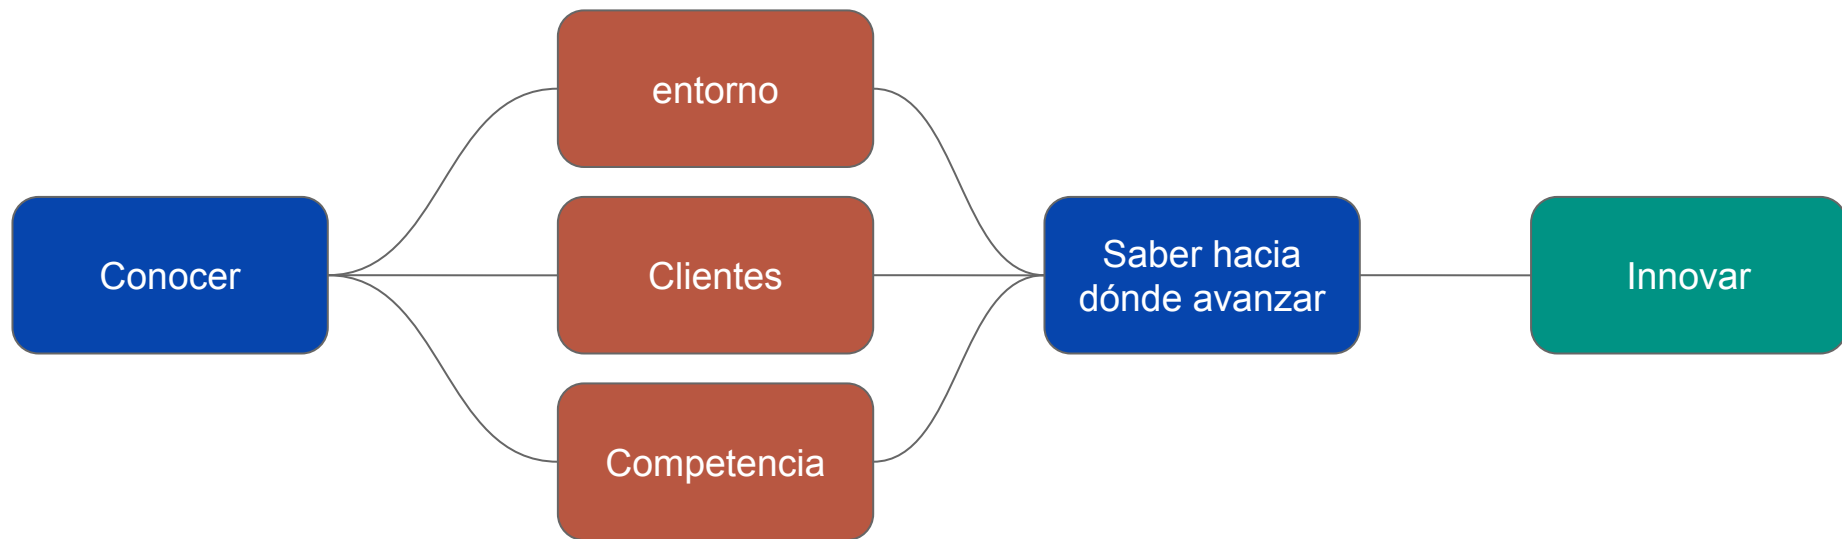 Conocer
entorno
Clientes
Competencia
Saber hacia
dónde avanzar
Innovar